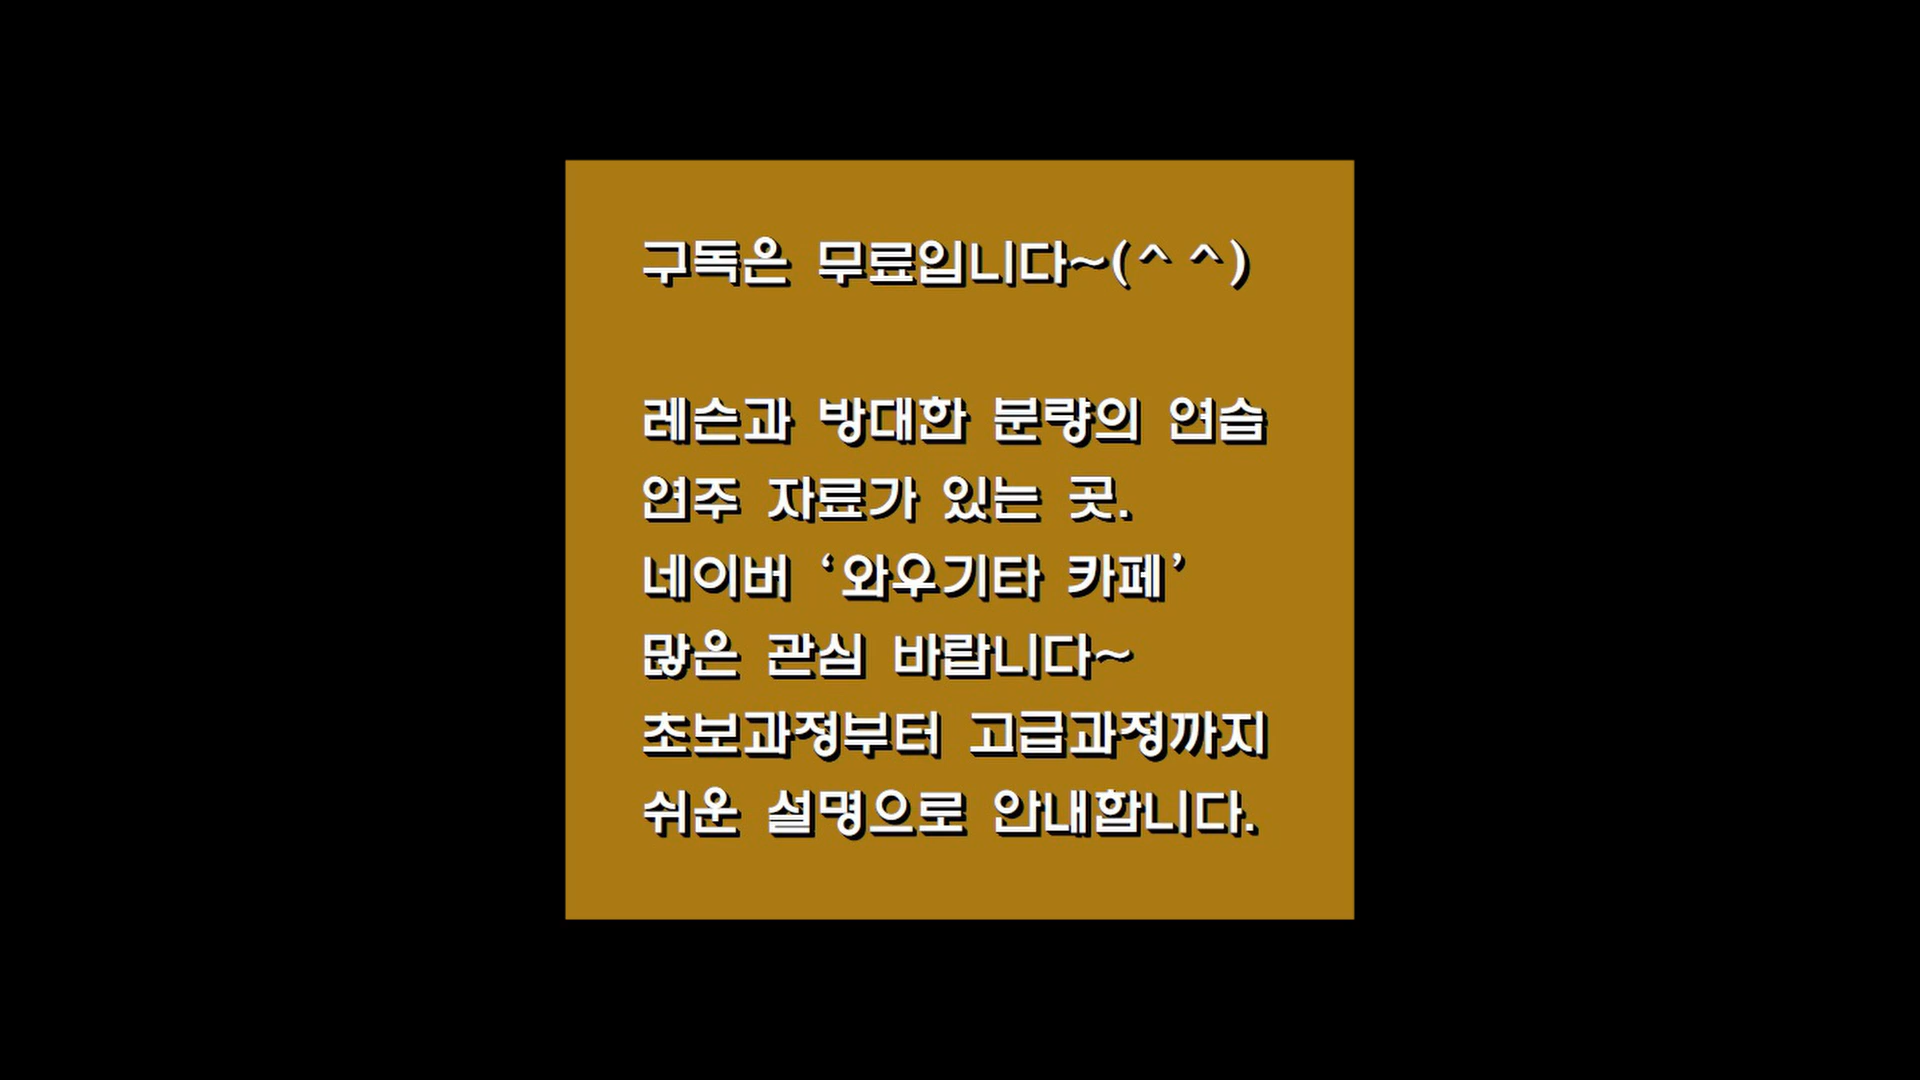 구독은 무료입니다~(^ ^)
레슨과 방대한 분량의 연습
연주 자료가 있는 곳.
네이버 ‘와우기타 카페’
많은 관심 바랍니다~
초보과정부터 고급과정까지
쉬운 설명으로 안내합니다.